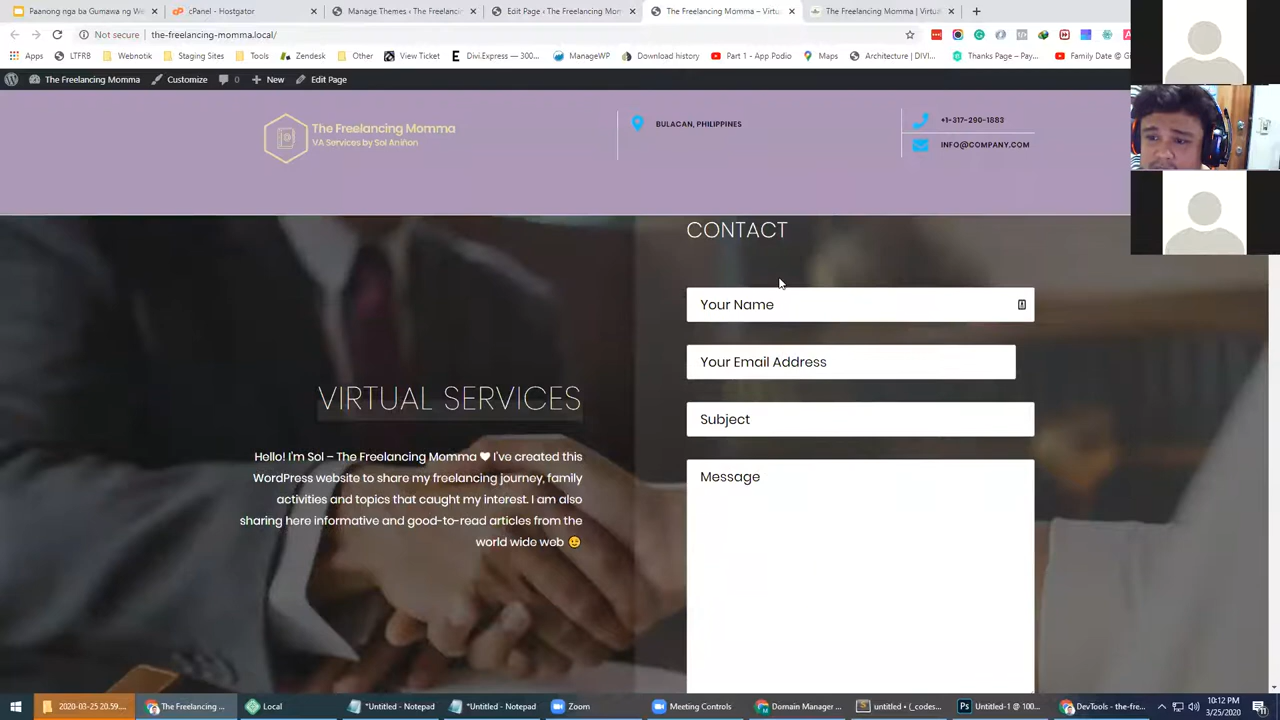 Paanong nga ba Gumawa ng We
cPanel - Hostgator
Manage Themes ‹ The Freelanci
Edit Page ‹ The Freelancing Mom
The Freelancing Momma – Virtu
The Freelancing Momma | Virtual
Not secure | the-freelancing-momma.local/
Apps
LTFRB
Webnotik
Staging Sites
Tools
Zendesk
Other
View Ticket
Divi.Express — 300...
ManageWP
Download history
Part 1 - App Podio
Maps
Architecture | DIVI...
Thanks Page – Pay...
Family Date @ G
The Freelancing Momma
Customize
0
New
Edit Page
The Freelancing Momma
VA Services by Sol Aniñon
BULACAN, PHILIPPINES
+1-317-290-1883
INFO@COMPANY.COM
CONTACT
Your Name
Your Email Address
Subject
Message
VIRTUAL SERVICES
Hello! I'm Sol – The Freelancing Momma ❤ I've created this
WordPress website to share my freelancing journey, family
activities and topics that caught my interest. I am also
sharing here informative and good-to-read articles from the
world wide web 😉
2020-03-25 20.59....
The Freelancing ...
Local
*Untitled - Notepad
*Untitled - Notepad
Zoom
Meeting Controls
Domain Manager ...
untitled • (_codes...
Untitled-1 @ 100...
DevTools - the-fre...
10:12 PM
3/25/2020